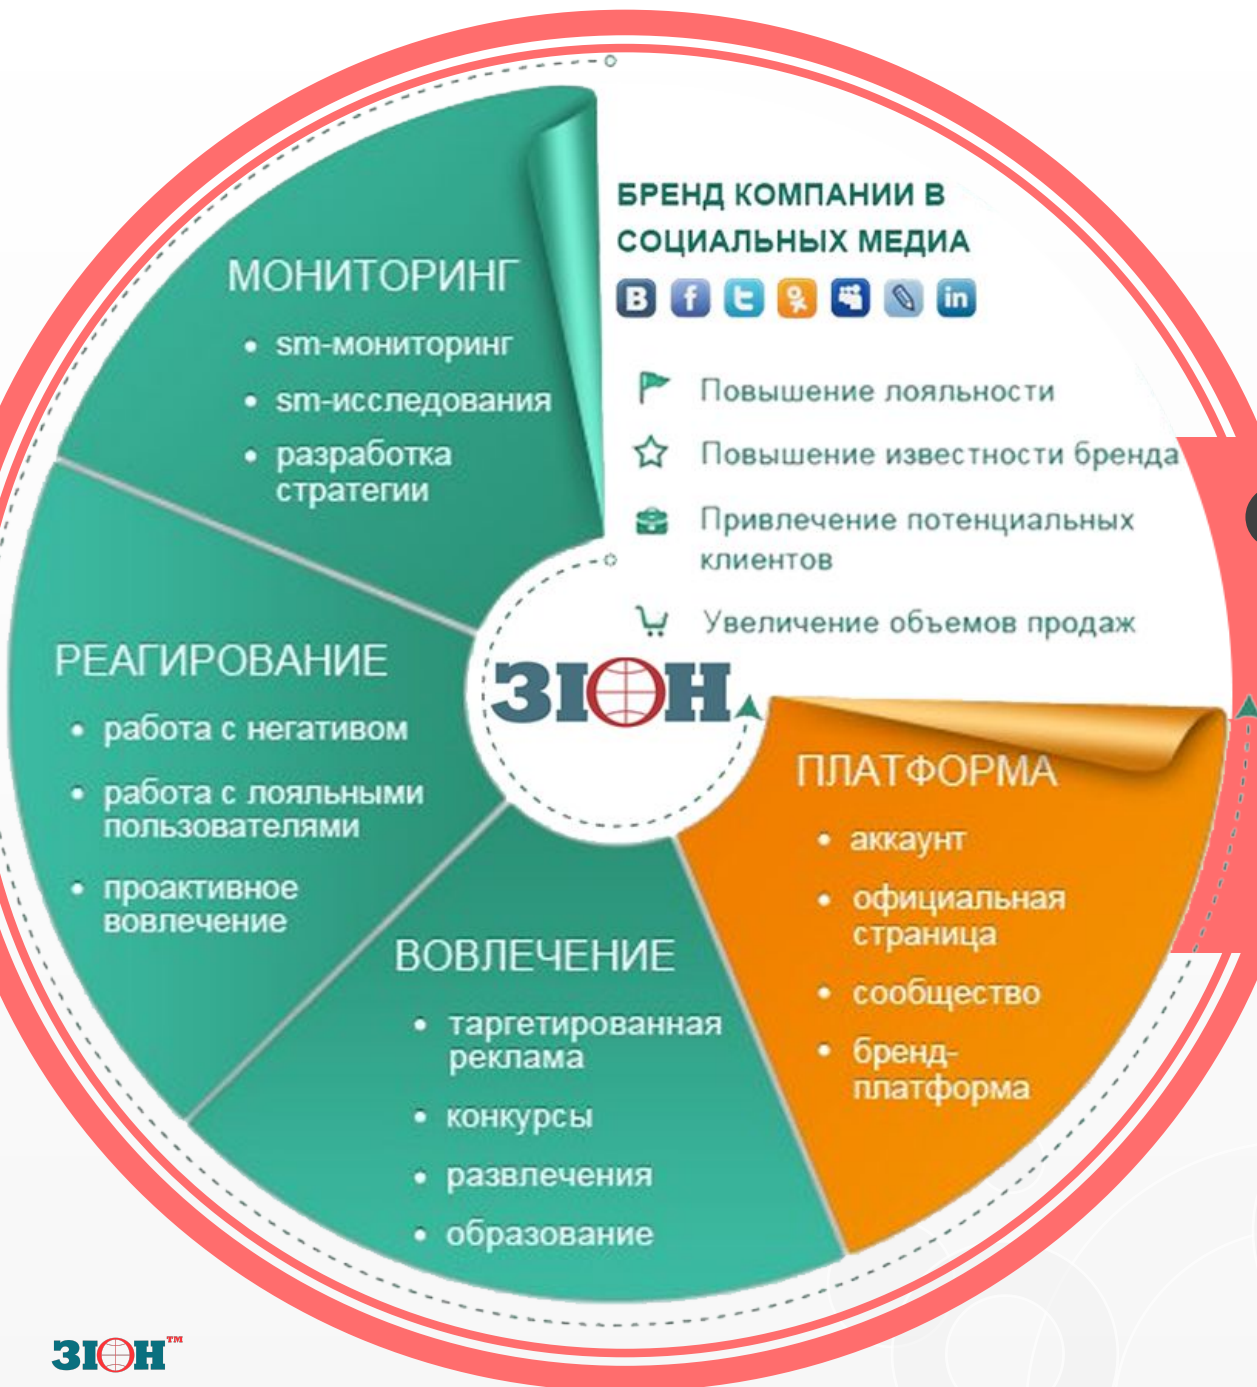 БРЕНД КОМПАНИИ В
СОЦИАЛЬНЫХ МЕДИА
Повышение лояльности
Повышение известности бренда
Привлечение потенциальных
клиентов
Увеличение объемов продаж
МОНИТОРИНГ
sm-мониторинг
sm-исследования
разработка
стратегии
РЕАГИРОВАНИЕ
работа с негативом
работа с лояльными
пользователями
проактивное
вовлечение
ЗІОН
ПЛАТФОРМА
аккаунт
официальная
страница
сообщество
бренд-
платформа
ВОВЛЕЧЕНИЕ
таргетированная
реклама
конкурсы
развлечения
образование
ЗІОН™